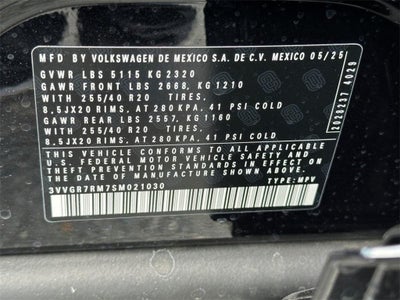 MFD BY VOLKSWAGEN DE MEXICO S.A. DE C.V. MEXICO 05/25
GVWR LBS 5115 KG 2320
GAWR FRONT LBS 2668, KG 1210
WITH 255/40 R20 TIRES,
8.5JX20 RIMS, AT 280 KPA, 41 PSI COLD
GAWR REAR LBS 2557, KG 1160
WITH 255/40 R20 TIRES,
8.5JX20 RIMS, AT 280 KPA, 41 PSI COLD
THIS VEHICLE CONFORMS TO ALL APPLICABLE
U.S. FEDERAL MOTOR VEHICLE SAFETY AND
THEFT PREVENTION STANDARDS IN EFFECT
ON THE DATE OF MANUFACTURE SHOWN ABOVE
3VVGR7RM7SM021030 TYPE: MPV
2028237 4029